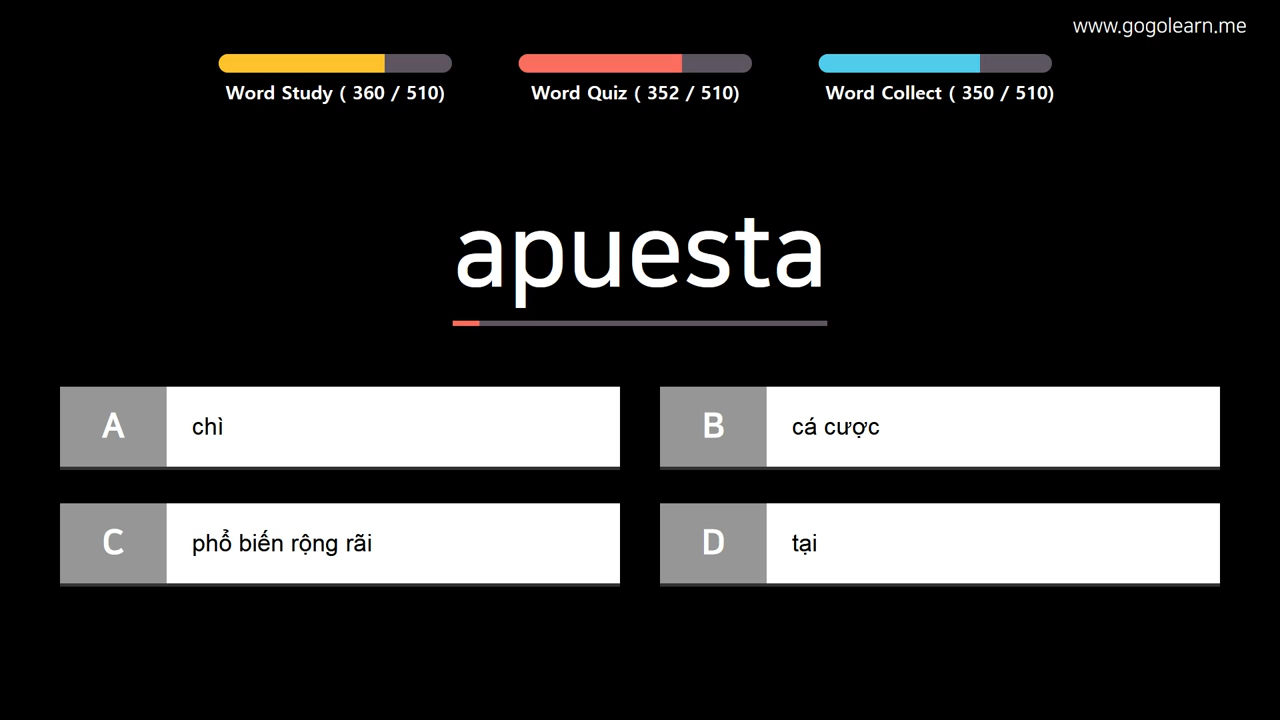 www.gogolearn.me
Word Study ( 360 / 510)
Word Quiz ( 352 / 510)
Word Collect ( 350 / 510)
apuesta
A chì
B cá cược
C phổ biến rộng rãi
D tại